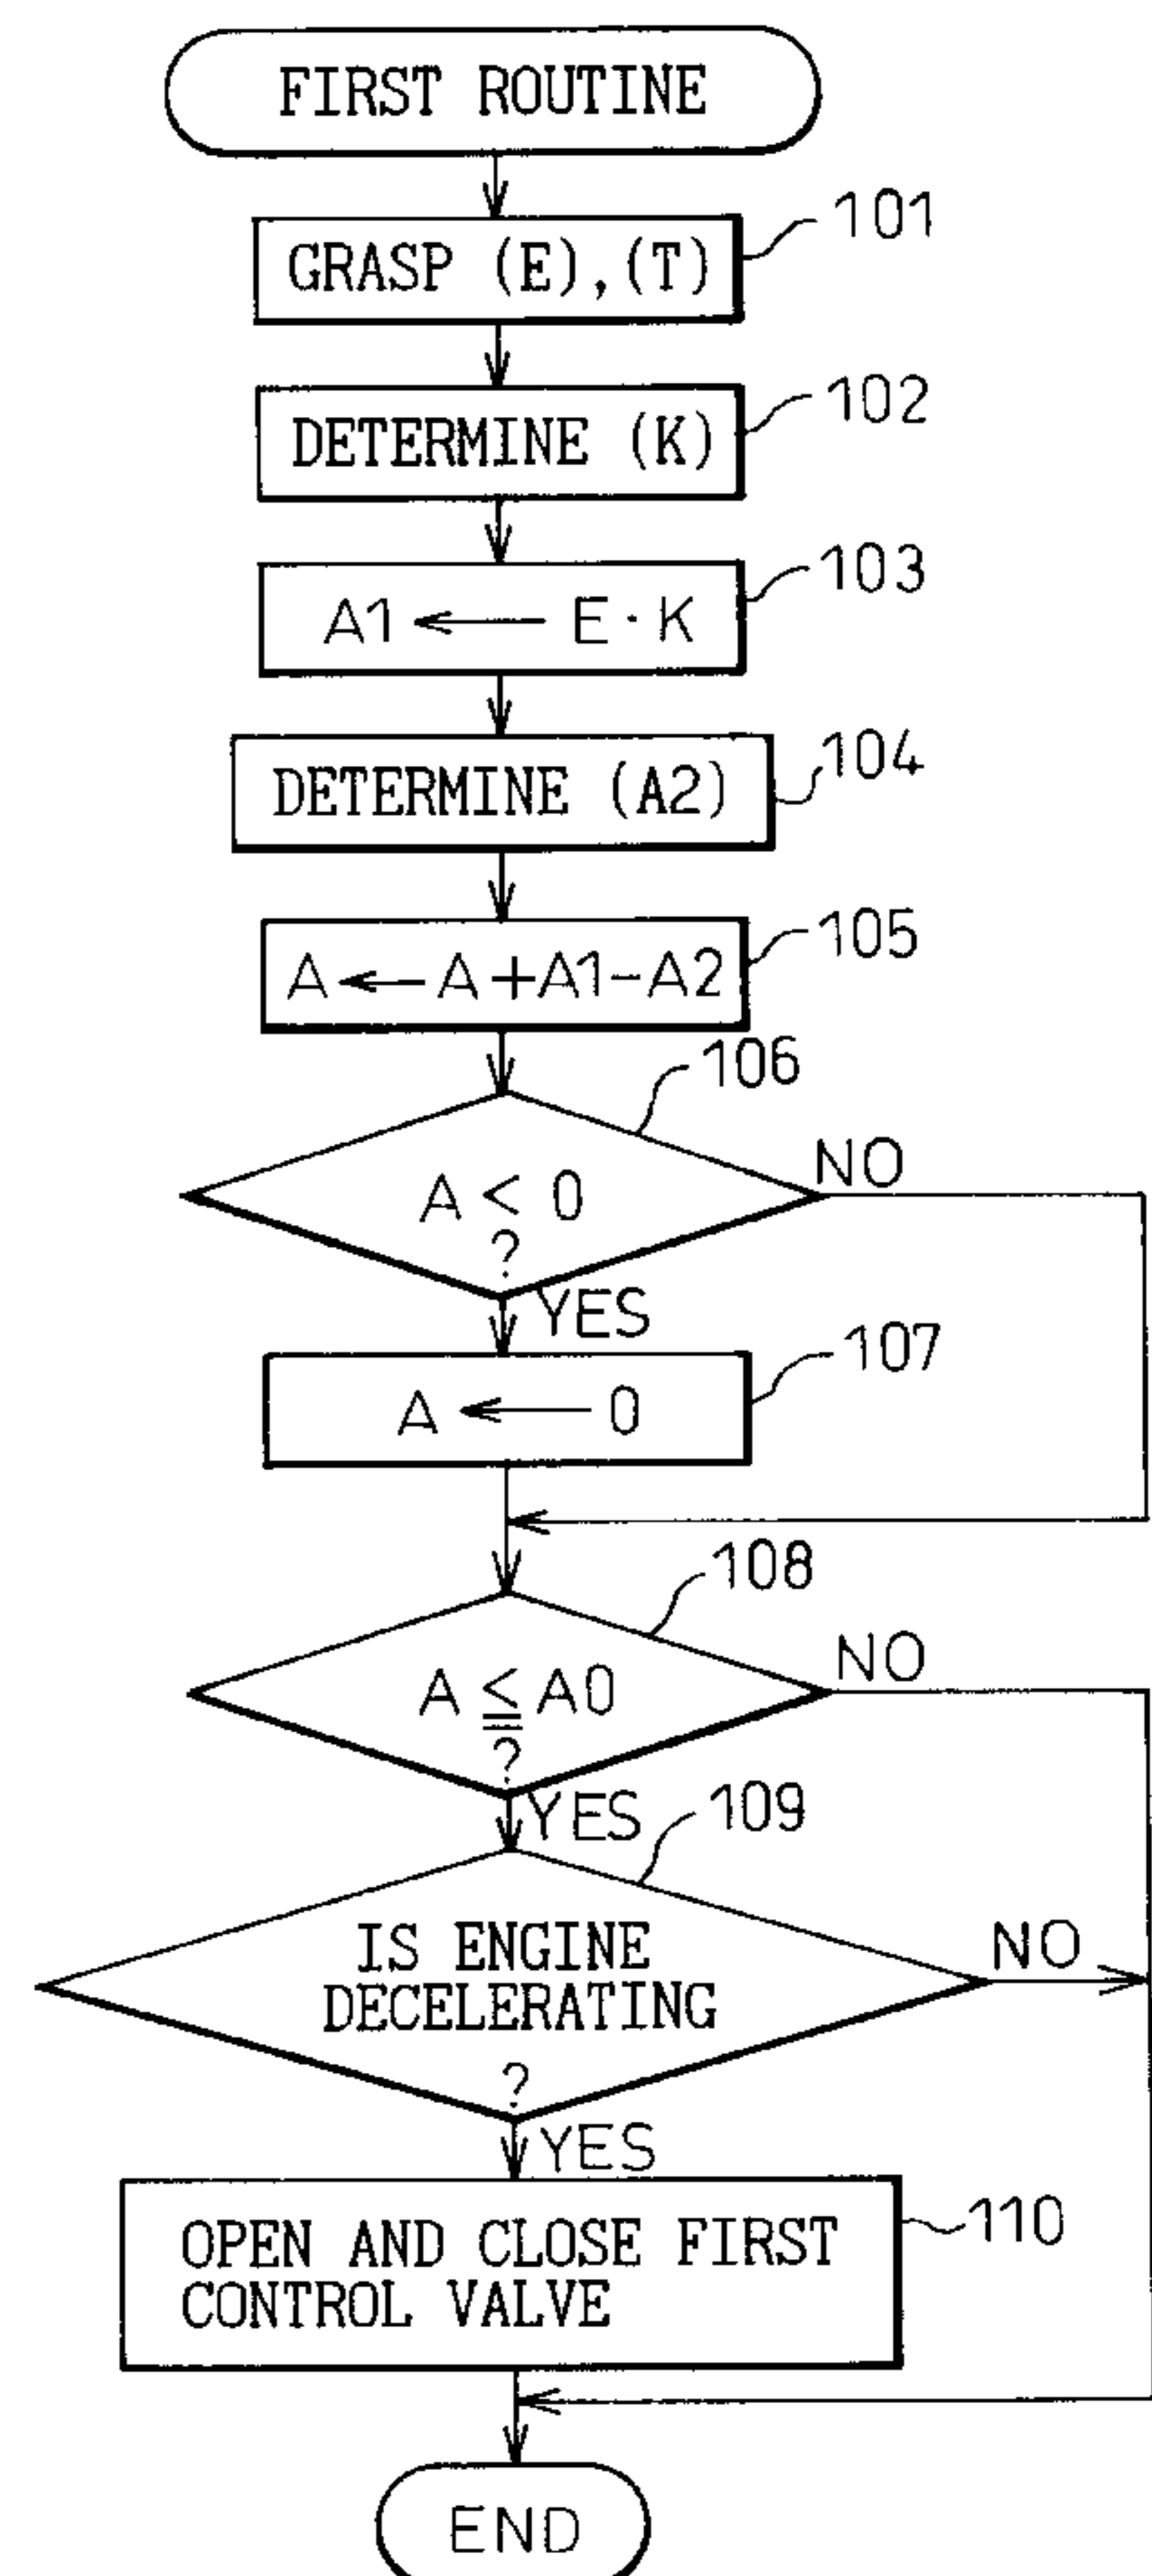 FIRST ROUTINE
101
GRASP (E),(T)
102
DETERMINE (K)
103
A1 ← E·K
104
DETERMINE (A2)
105
A ← A+A1-A2
106
A < 0
?
NO
YES
107
A ← 0
108
A ≦ A0
?
NO
YES
109
IS ENGINE
DECELERATING
?
NO
YES
110
OPEN AND CLOSE FIRST
CONTROL VALVE
END